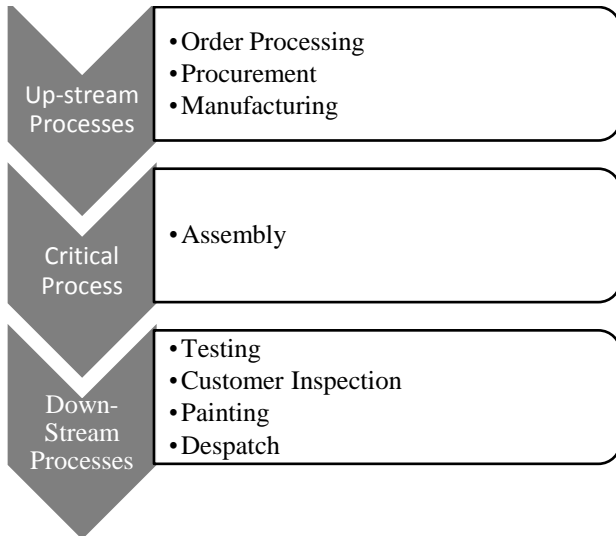 Up-stream
Processes
•Order Processing
•Procurement
•Manufacturing
Critical
Process
•Assembly
Down-
Stream
Processes
•Testing
•Customer Inspection
•Painting
•Despatch